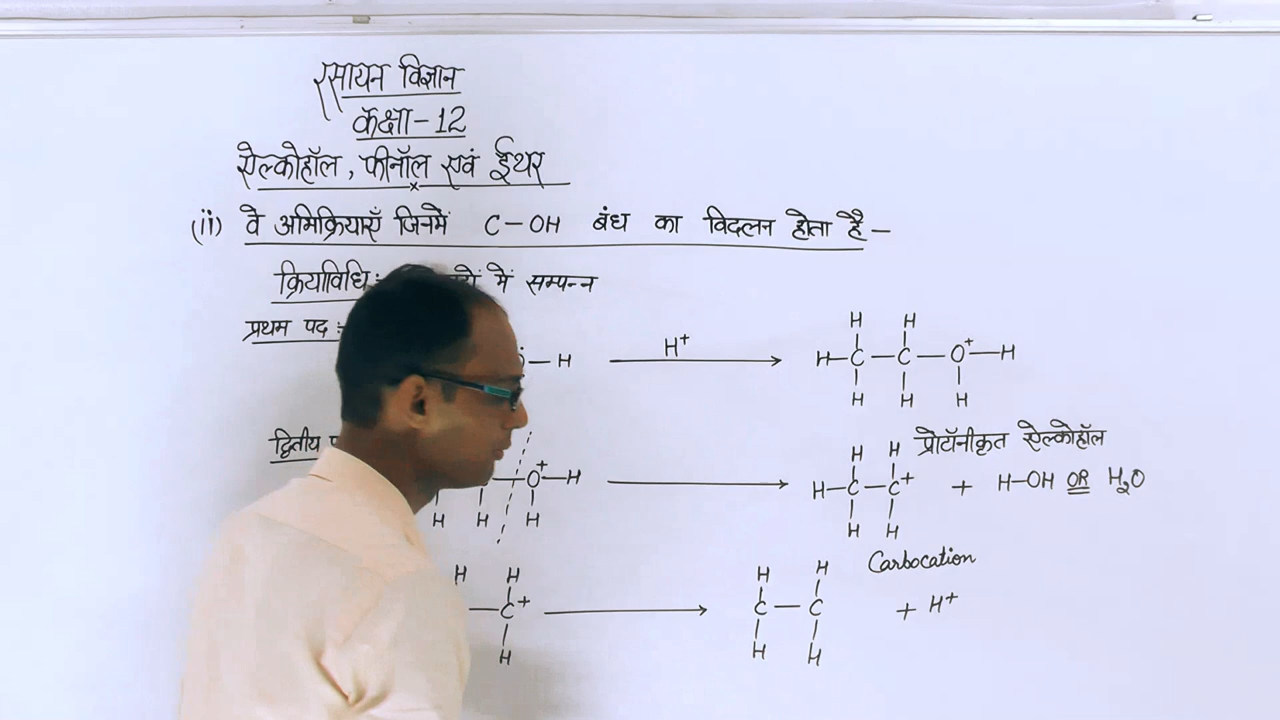 रसायन विज्ञान
कक्षा-12
ऐल्कोहॉल, फीनॉल एवं ईथर
(ii) वे अभिक्रियाएँ जिनमें C-OH बंध का विदलन होता है -
क्रियाविधि :- में सम्पन्न
प्रथम पद :-
H H
- H H⁺ H-C-C-O⁺-H
H H H
प्रोटॉनीकृत ऐल्कोहॉल
द्वितीय
H H
O⁺-H H-C-C⁺ + H-OH OR H₂O
H H H H H
Carbocation
H H H H
-C⁺ C-C + H⁺
H H H